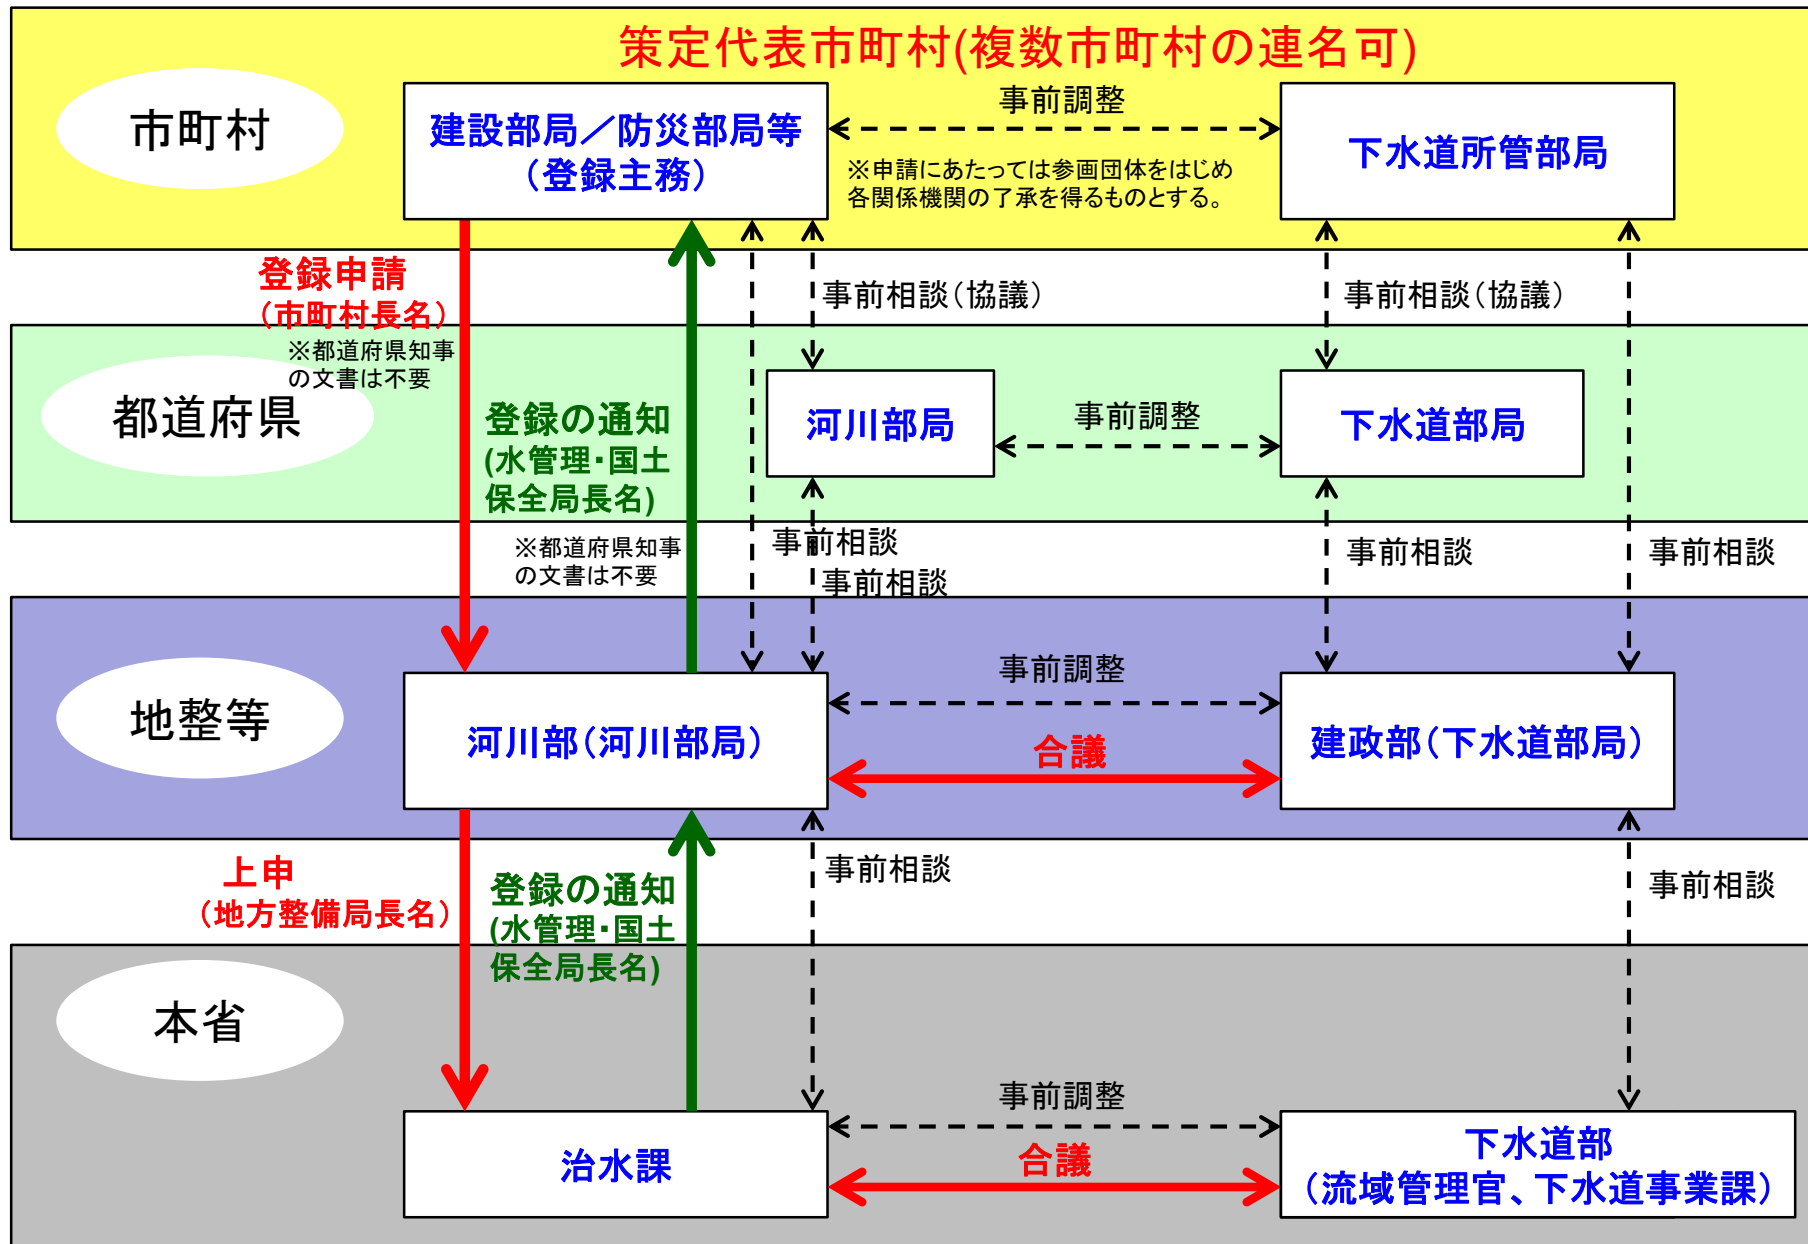 策定代表市町村(複数市町村の連名可)
市町村
建設部局／防災部局等
（登録主務）
事前調整
※申請にあたっては参画団体をはじめ
各関係機関の了承を得るものとする。
下水道所管部局
登録申請
（市町村長名）
※都道府県知事
の文書は不要
事前相談（協議）
事前相談（協議）
都道府県
登録の通知
(水管理・国土
保全局長名)
※都道府県知事
の文書は不要
河川部局
事前調整
下水道部局
事前相談
事前相談
事前相談
事前相談
地整等
河川部（河川部局）
事前調整
合議
建政部（下水道部局）
上申
（地方整備局長名）
登録の通知
(水管理・国土
保全局長名)
事前相談
事前相談
本省
治水課
事前調整
合議
下水道部
（流域管理官、下水道事業課）